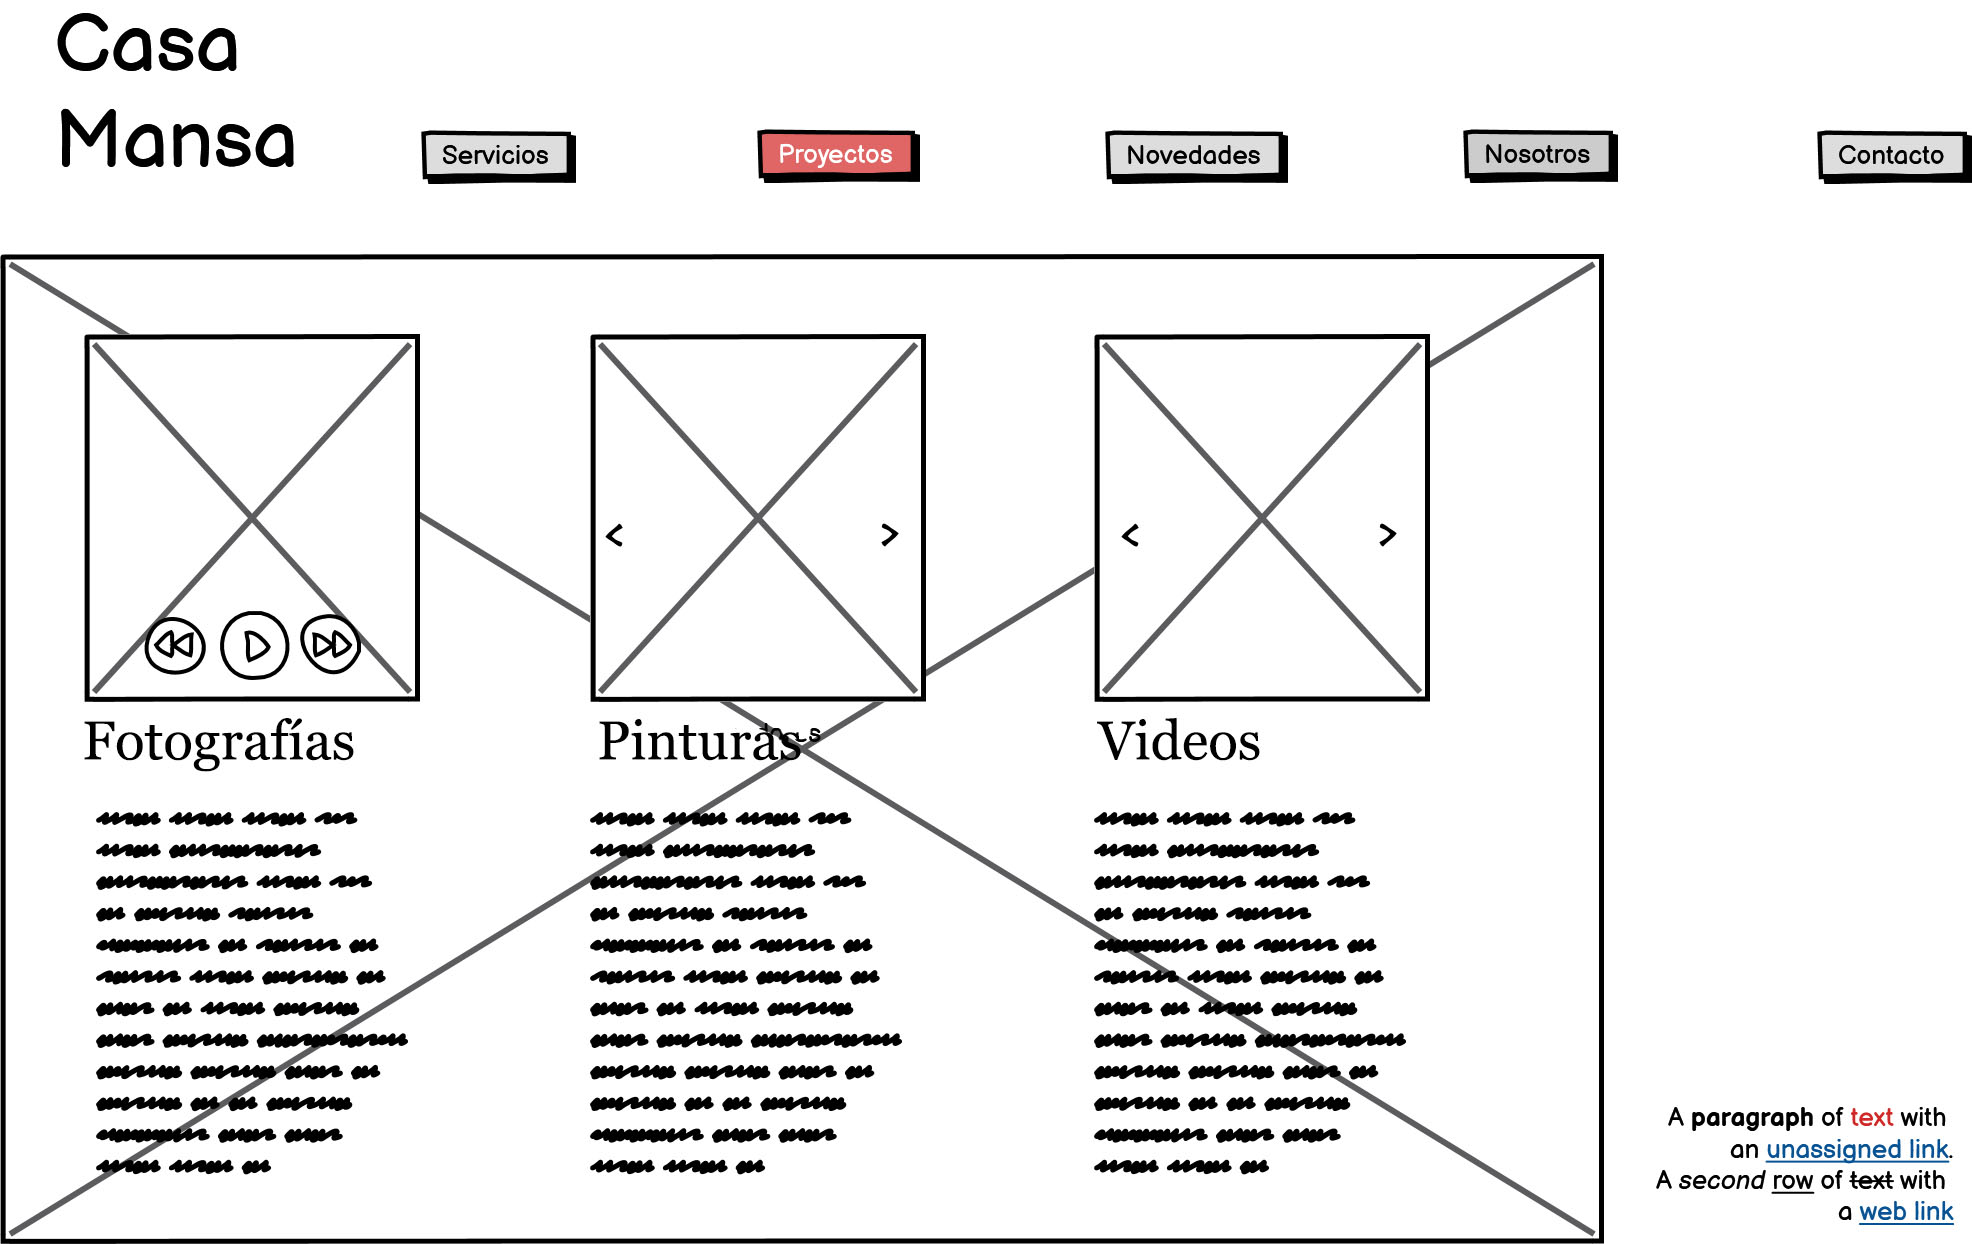 Casa
Mansa
Servicios
Proyectos
Novedades
Nosotros
Contacto
Fotografías
Pinturas
Videos
A paragraph of text with
an unassigned link.
A second row of text with
a web link